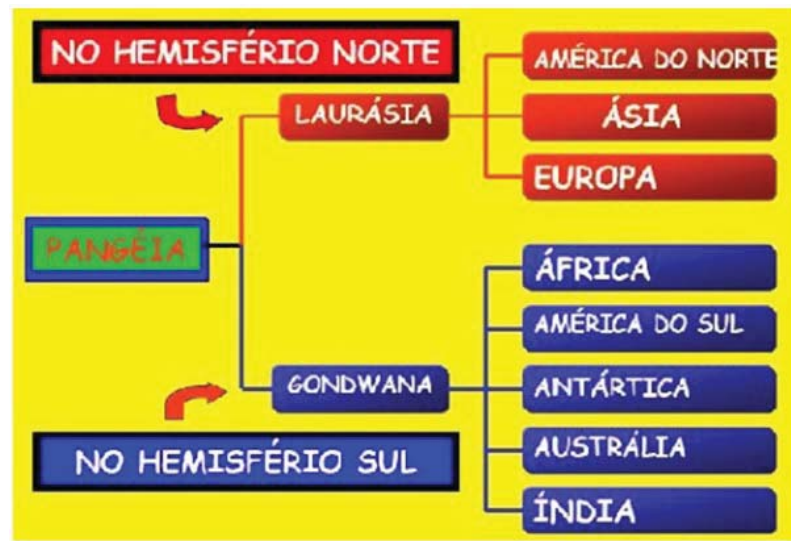 NO HEMISFÉRIO NORTE
AMÉRICA DO NORTE
LAURÁSIA
ÁSIA
EUROPA
PANGÉIA
ÁFRICA
AMÉRICA DO SUL
GONDWANA
ANTÁRTICA
NO HEMISFÉRIO SUL
AUSTRÁLIA
ÍNDIA